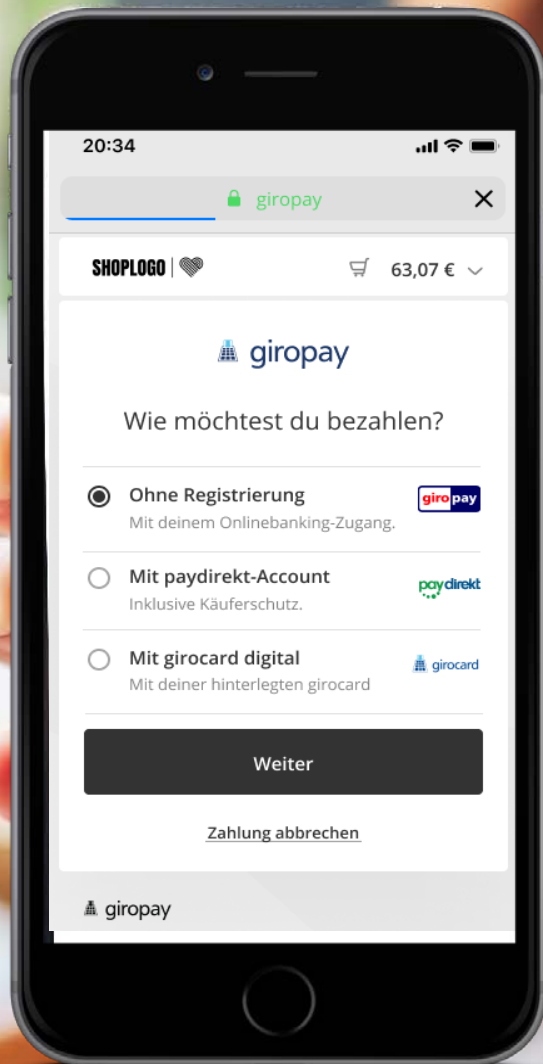 20:34
giropay
SHOPLOGO
63,07 €
giropay
Wie möchtest du bezahlen?
Ohne Registrierung
giropay
Mit deinem Onlinebanking-Zugang.
Mit paydirekt-Account
paydirekt
Inklusive Käuferschutz.
Mit girocard digital
girocard
Mit deiner hinterlegten girocard
Weiter
Zahlung abbrechen
giropay